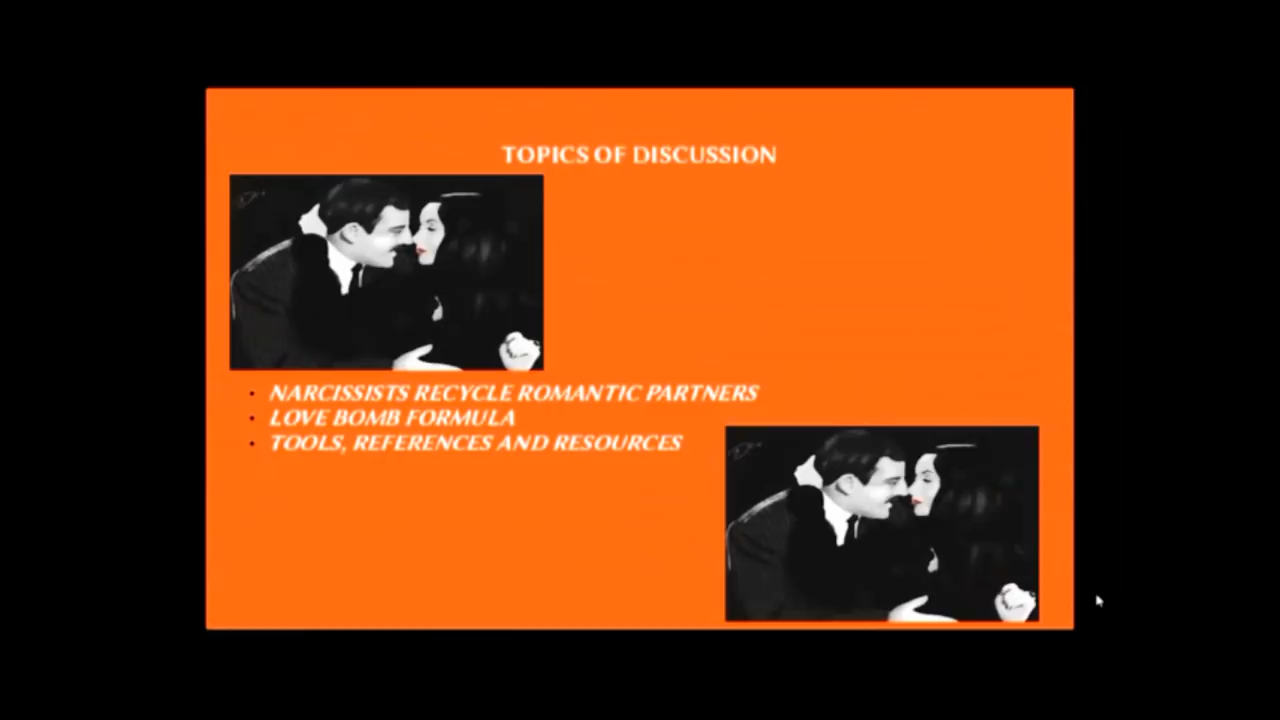 TOPICS OF DISCUSSION
• NARCISSISTS RECYCLE ROMANTIC PARTNERS
• LOVE BOMB FORMULA
• TOOLS, REFERENCES AND RESOURCES